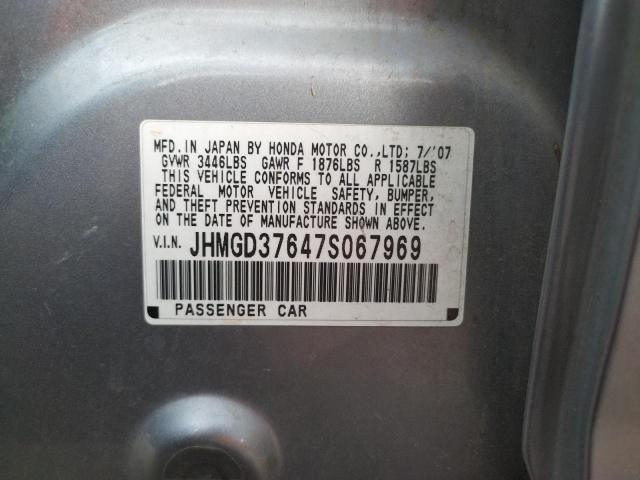 MFD. IN JAPAN BY HONDA MOTOR CO.,LTD; 7/'07
GVWR 3446LBS GAWR F 1876LBS R 1587LBS
THIS VEHICLE CONFORMS TO ALL APPLICABLE
FEDERAL MOTOR VEHICLE SAFETY, BUMPER,
AND THEFT PREVENTION STANDARDS IN EFFECT
ON THE DATE OF MANUFACTURE SHOWN ABOVE.
V.I.N. JHMGD37647S067969
PASSENGER CAR